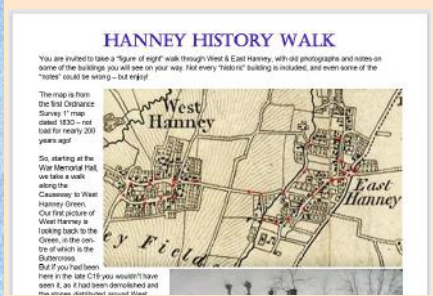 HANNEY HISTORY WALK
You are invited to take a "figure of eight" walk through West & East Hanney, with old photographs and notes on
some of the buildings you will see on your way. Not every "historic" building is included, and even some of the
"notes" could be wrong – but enjoy!
The map is from
the first Ordnance
Survey 1" map
dated 1830 – not
bad for nearly 200
years ago!
So, starting at the
War Memorial Hall,
we take a walk
along the
Causeway to West
Hanney Green.
Our first picture of
West Hanney is
looking back to the
Green, in the cen-
tre of which is the
Buttercross.
But if you had been
here in the late C19 you wouldn't have
seen it, as it had been demolished and
the stones distributed around West
West
Hanney
East
Hanney
ey Field